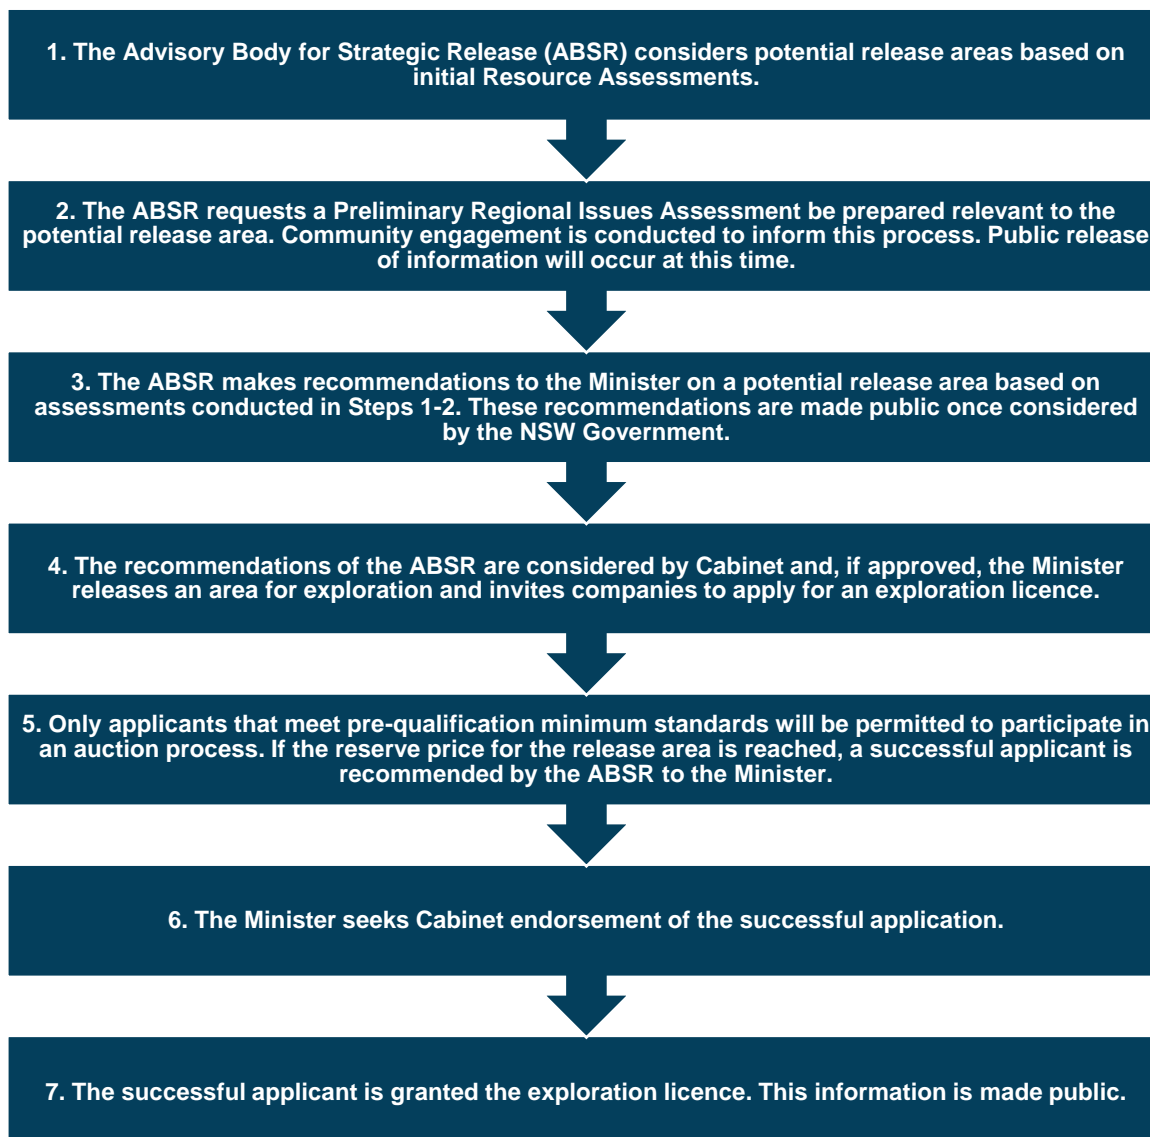 1. The Advisory Body for Strategic Release (ABSR) considers potential release areas based on
initial Resource Assessments.
2. The ABSR requests a Preliminary Regional Issues Assessment be prepared relevant to the
potential release area. Community engagement is conducted to inform this process. Public release
of information will occur at this time.
3. The ABSR makes recommendations to the Minister on a potential release area based on
assessments conducted in Steps 1-2. These recommendations are made public once considered
by the NSW Government.
4. The recommendations of the ABSR are considered by Cabinet and, if approved, the Minister
releases an area for exploration and invites companies to apply for an exploration licence.
5. Only applicants that meet pre-qualification minimum standards will be permitted to participate in
an auction process. If the reserve price for the release area is reached, a successful applicant is
recommended by the ABSR to the Minister.
6. The Minister seeks Cabinet endorsement of the successful application.
7. The successful applicant is granted the exploration licence. This information is made public.